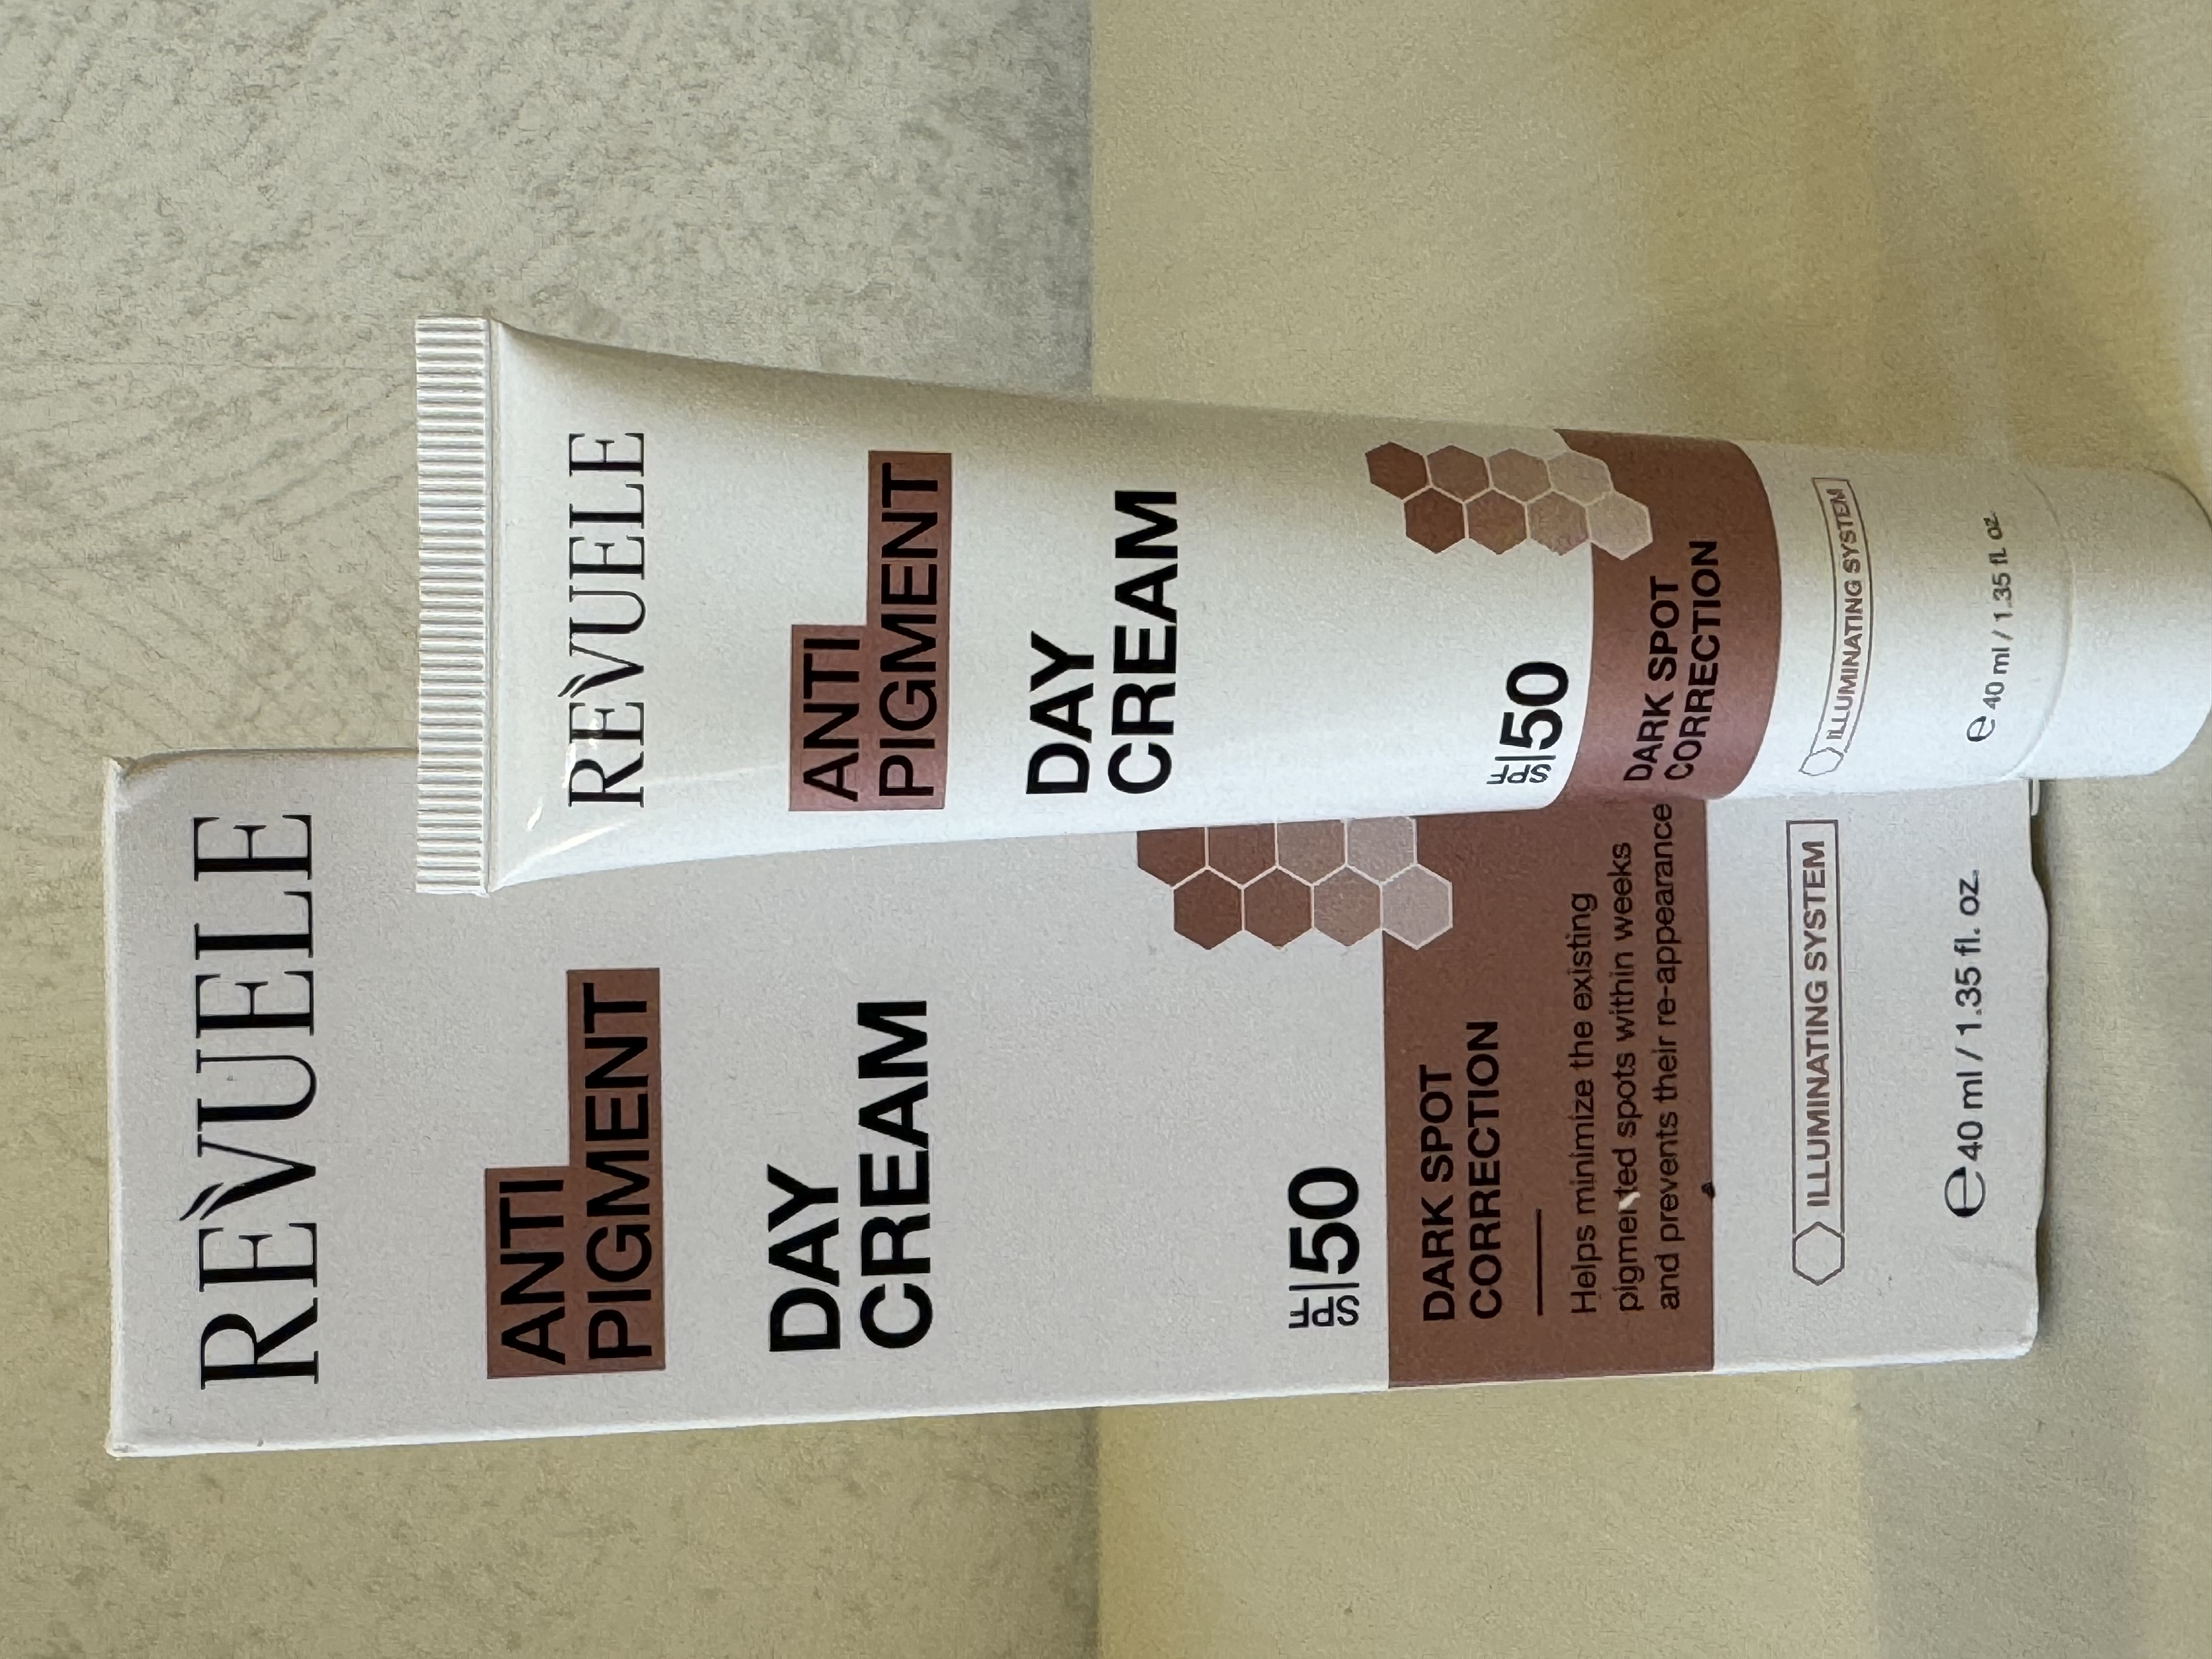 REVUELE
ANTI
PIGMENT
DAY
CREAM
SPF 50
DARK SPOT
CORRECTION
Helps minimize the existing
pigmented spots within weeks
and prevents their re-appearance
ILLUMINATING SYSTEM
e 40 ml / 1.35 fl. oz.
REVUELE
ANTI
PIGMENT
DAY
CREAM
SPF 50
DARK SPOT
CORRECTION
ILLUMINATING SYSTEM
e 40 ml / 1.35 fl. oz.